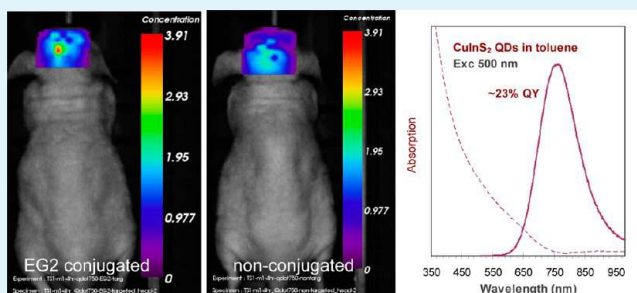 Concentration
3.91
2.93
1.95
0.977
0
EG2 conjugated
Concentration
3.91
2.93
1.95
0.977
0
non-conjugated
CuInS₂ QDs in toluene
Exc 500 nm
~23% QY
Absorption
350 450 550 650 750 850 950
Wavelength (nm)